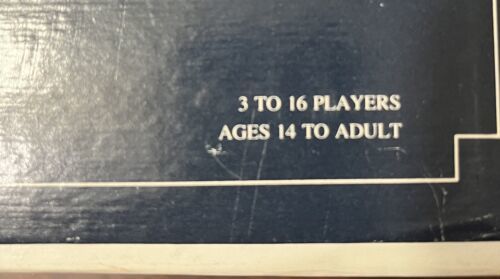 3 TO 16 PLAYERS
AGES 14 TO ADULT